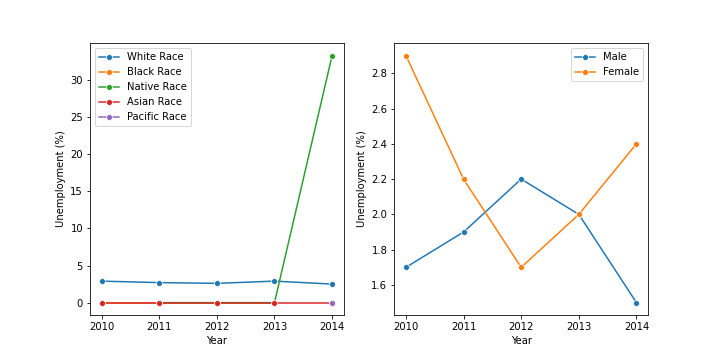 White Race
Black Race
Native Race
Asian Race
Pacific Race
Unemployment (%)
30
25
20
15
10
5
0
2010 2011 2012 2013 2014
Year
Male
Female
Unemployment (%)
2.8
2.6
2.4
2.2
2.0
1.8
1.6
2010 2011 2012 2013 2014
Year